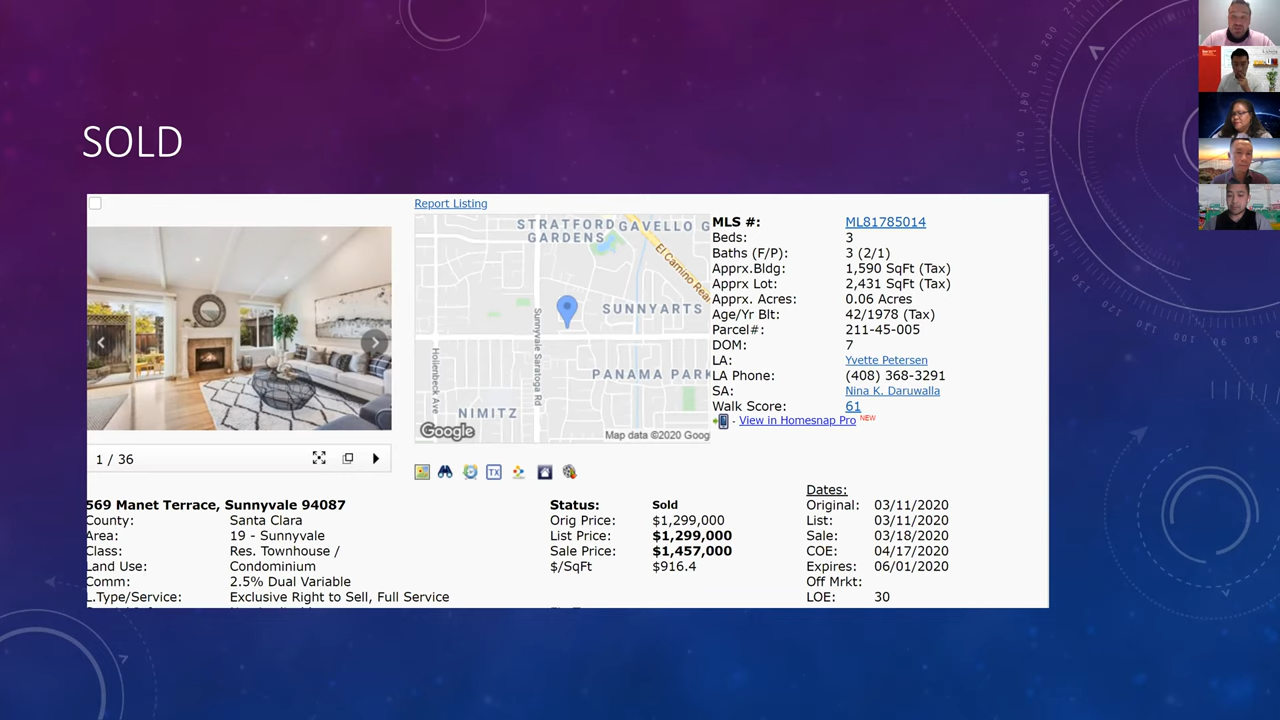 SOLD
Report Listing
STRATFORD GARDENS
GAVELLO G
El Camino Real
SUNNYARTS
Sunnyvale Saratoga Rd
Hollenbeck Ave
PANAMA PARK
NIMITZ
Google
Map data ©2020 Goog
MLS #: ML81785014
Beds: 3
Baths (F/P): 3 (2/1)
Apprx.Bldg: 1,590 SqFt (Tax)
Apprx Lot: 2,431 SqFt (Tax)
Apprx. Acres: 0.06 Acres
Age/Yr Blt: 42/1978 (Tax)
Parcel#: 211-45-005
DOM: 7
LA: Yvette Petersen
LA Phone: (408) 368-3291
SA: Nina K. Daruwalla
Walk Score: 61
- View in Homesnap Pro NEW
1 / 36
TX
569 Manet Terrace, Sunnyvale 94087
County: Santa Clara
Area: 19 - Sunnyvale
Class: Res. Townhouse /
Land Use: Condominium
Comm: 2.5% Dual Variable
L.Type/Service: Exclusive Right to Sell, Full Service
Status: Sold
Orig Price: $1,299,000
List Price: $1,299,000
Sale Price: $1,457,000
$/SqFt $916.4
Dates:
Original: 03/11/2020
List: 03/11/2020
Sale: 03/18/2020
COE: 04/17/2020
Expires: 06/01/2020
Off Mrkt:
LOE: 30